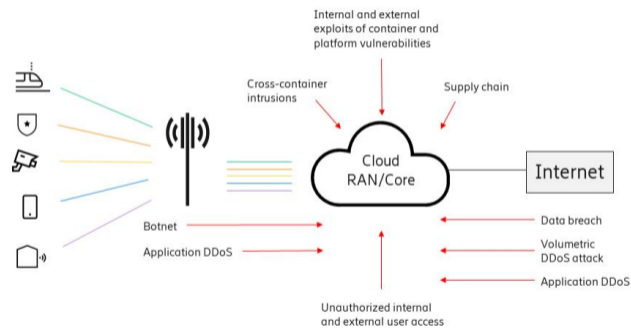 Internal and external
exploits of container and
platform vulnerabilities
Cross-container
intrusions
Supply chain
Cloud
RAN/Core
Internet
Botnet
Application DDoS
Data breach
Volumetric
DDoS attack
Application DDoS
Unauthorized internal
and external user access